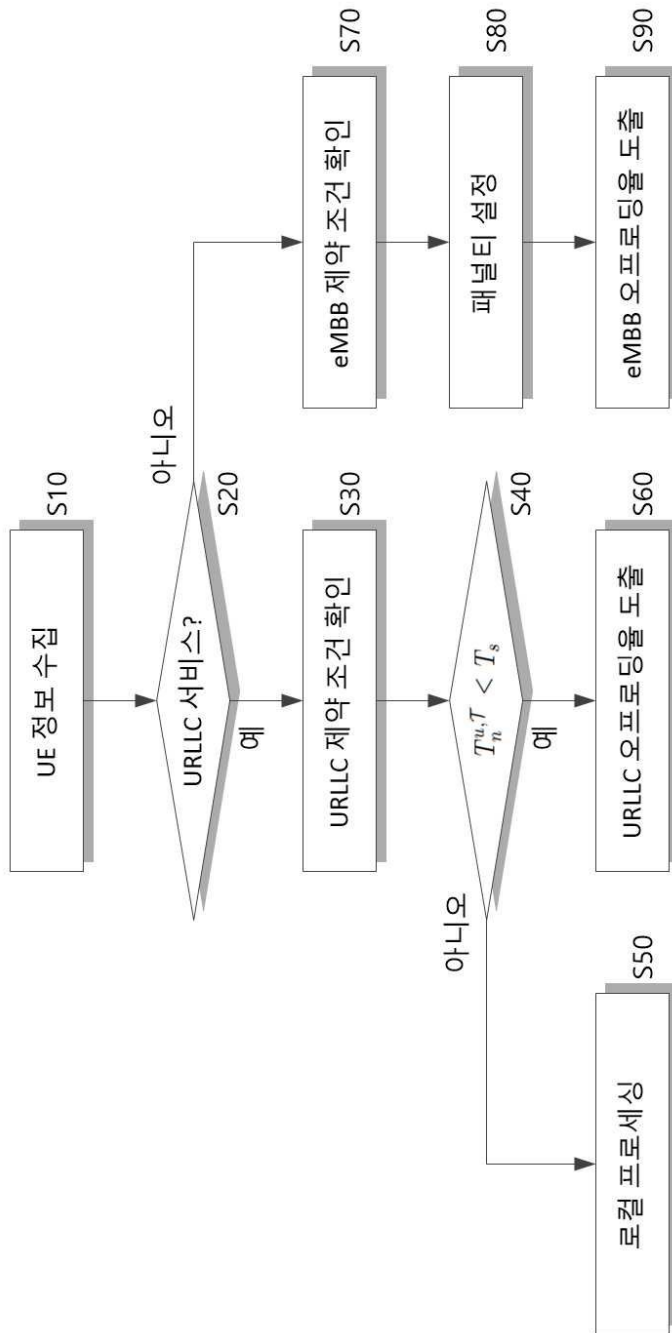 UE 정보 수집
S10
URLLC 서비스?
S20
아니오
예
URLLC 제약 조건 확인
S30
eMBB 제약 조건 확인
S70
$T_n^{u,\mathcal{T}} < T_s$
S40
아니오
예
패널티 설정
S80
로컬 프로세싱
S50
URLLC 오프로딩율 도출
S60
eMBB 오프로딩율 도출
S90